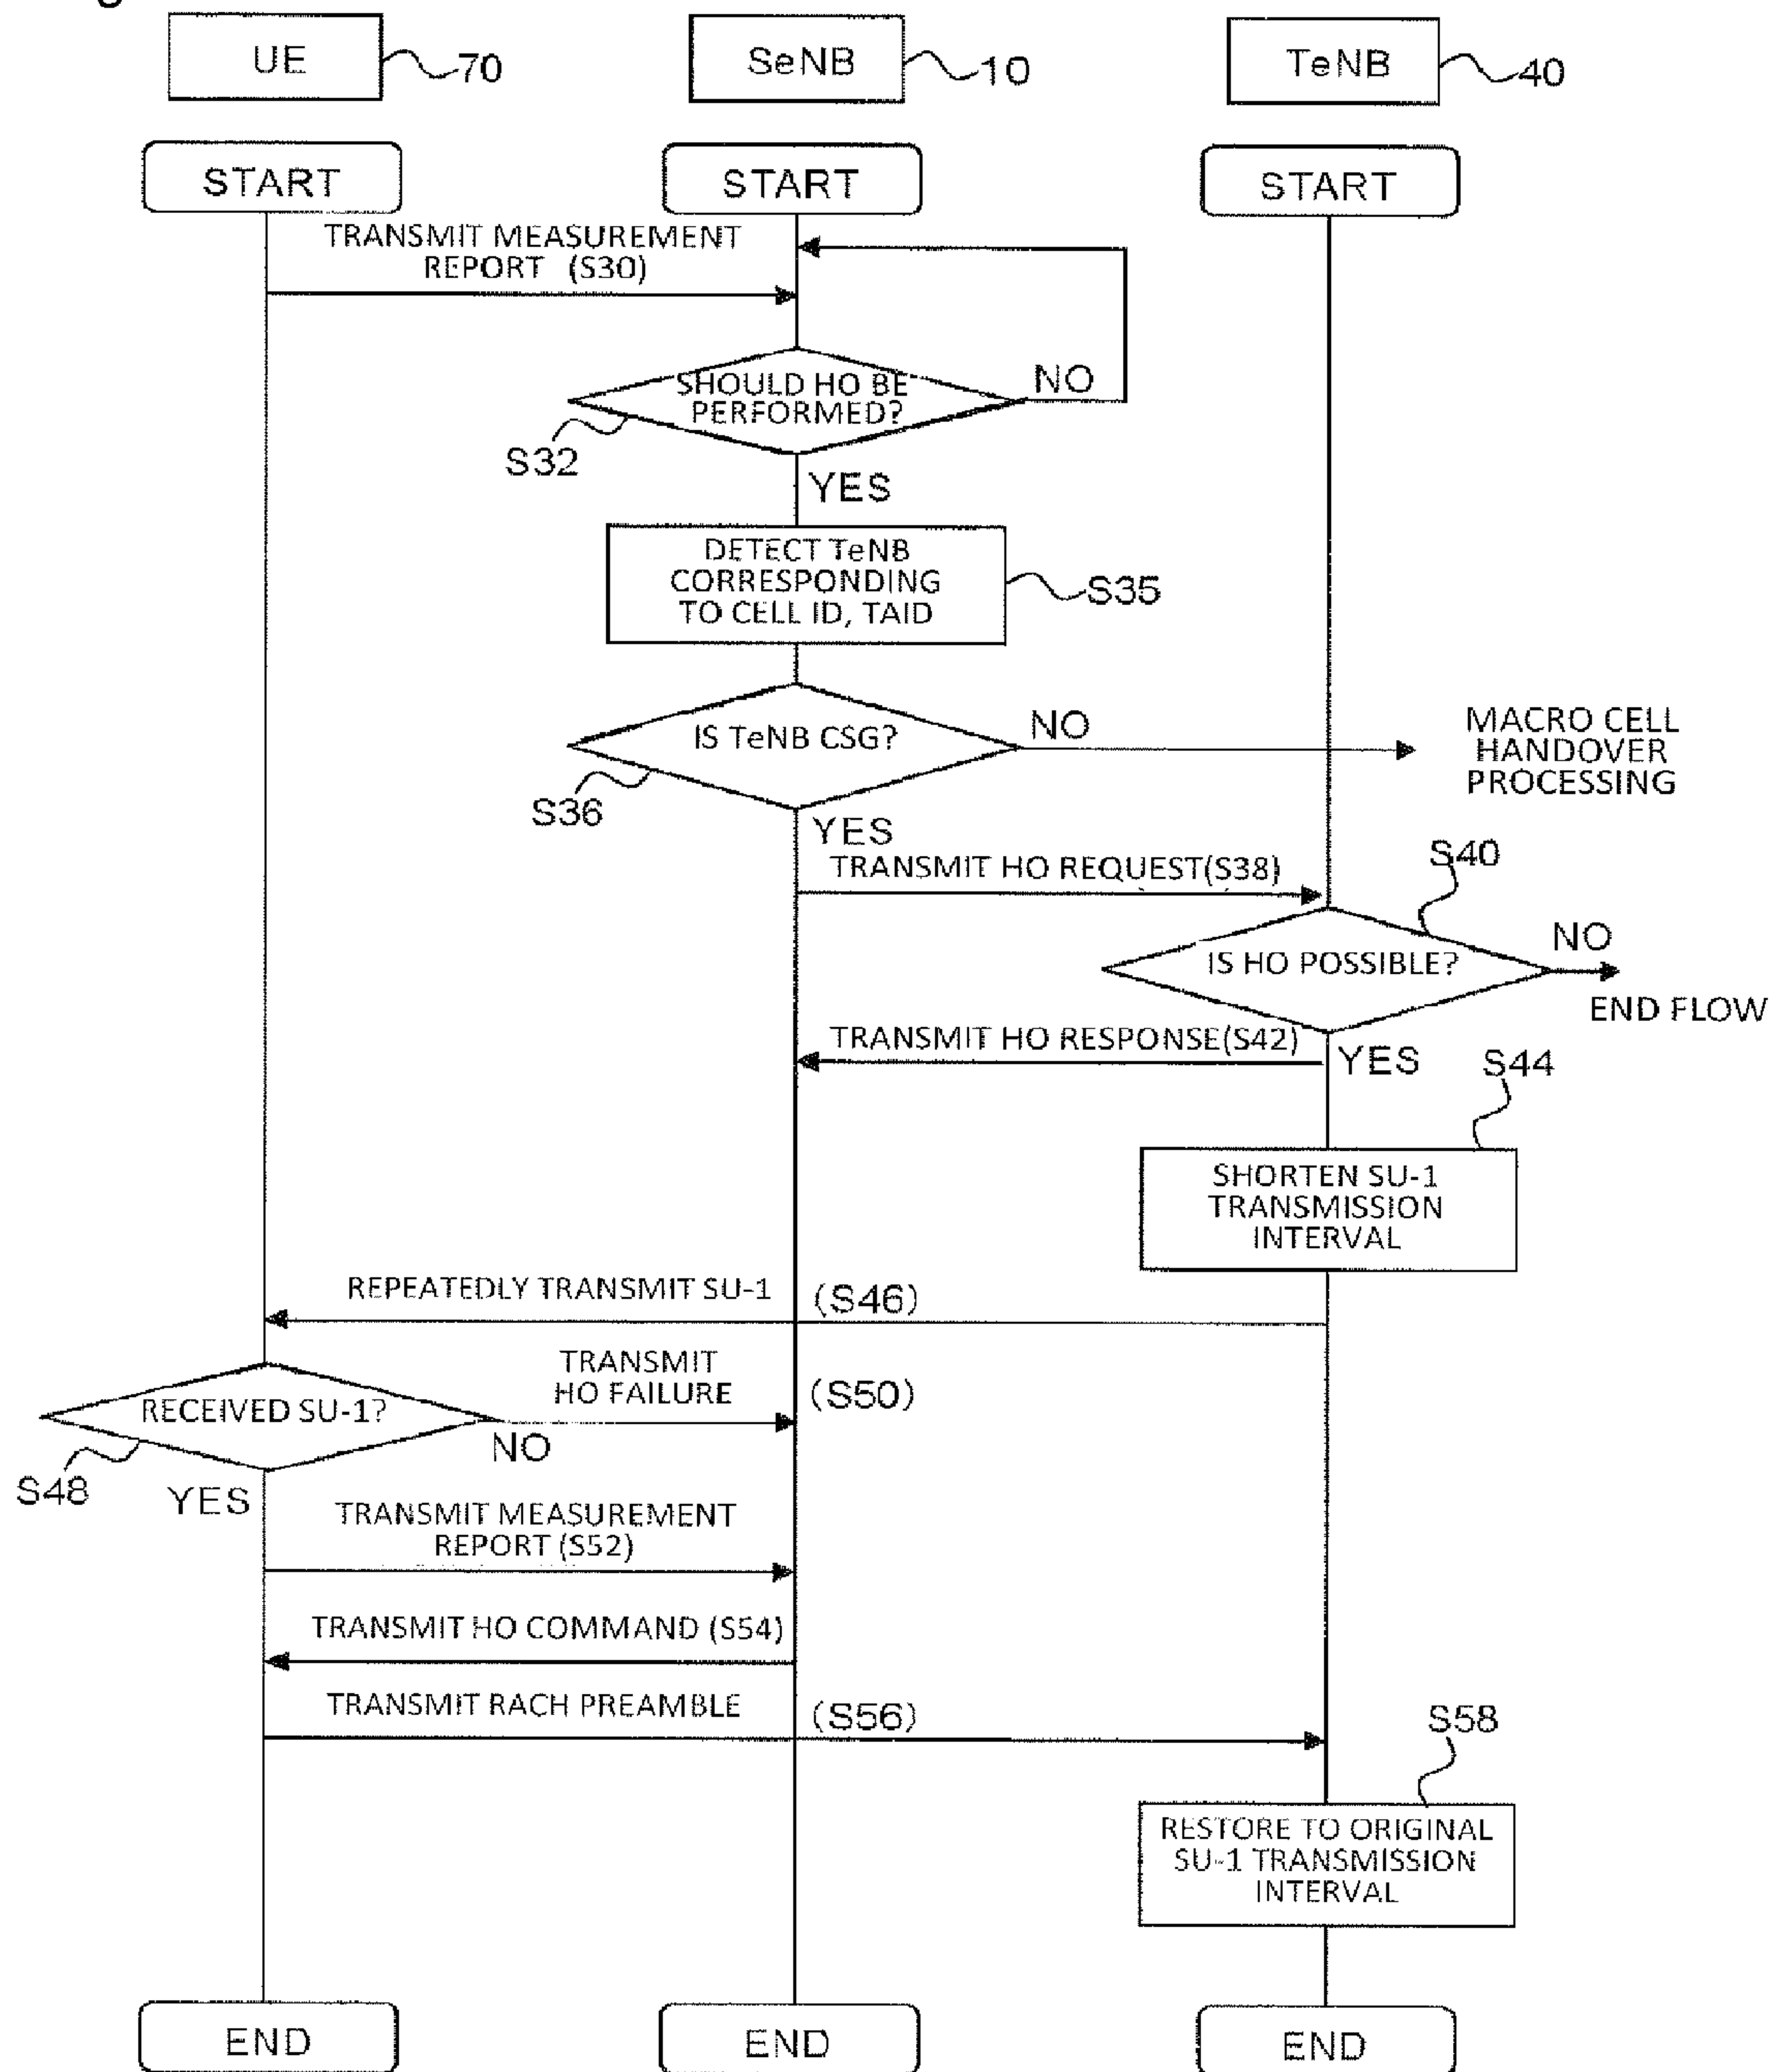 UE
70
SeNB
10
TeNB
40
START
START
START
TRANSMIT MEASUREMENT
REPORT (S30)
SHOULD HO BE
PERFORMED?
NO
S32
YES
DETECT TeNB
CORRESPONDING
TO CELL ID, TAID
S35
IS TeNB CSG?
NO
MACRO CELL
HANDOVER
PROCESSING
S36
YES
TRANSMIT HO REQUEST(S38)
S40
IS HO POSSIBLE?
NO
END FLOW
TRANSMIT HO RESPONSE(S42)
YES
S44
SHORTEN SU-1
TRANSMISSION
INTERVAL
REPEATEDLY TRANSMIT SU-1
(S46)
TRANSMIT
HO FAILURE
(S50)
RECEIVED SU-1?
NO
S48
YES
TRANSMIT MEASUREMENT
REPORT (S52)
TRANSMIT HO COMMAND (S54)
TRANSMIT RACH PREAMBLE
(S56)
S58
RESTORE TO ORIGINAL
SU-1 TRANSMISSION
INTERVAL
END
END
END